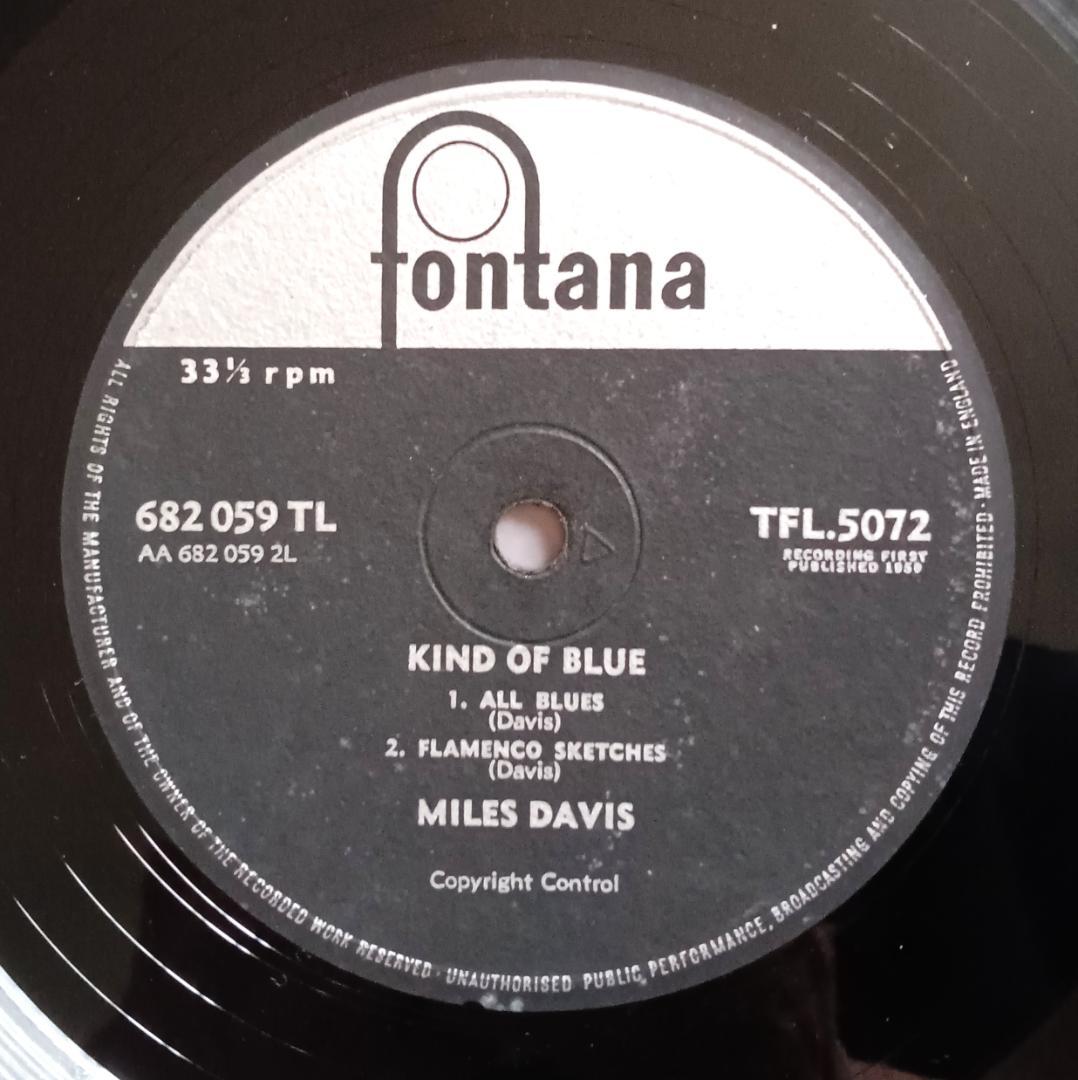 fontana
33⅓ rpm
682 059 TL
AA 682 059 2L
TFL.5072
RECORDING FIRST
PUBLISHED 1959
KIND OF BLUE
1. ALL BLUES
(Davis)
2. FLAMENCO SKETCHES
(Davis)
MILES DAVIS
Copyright Control
ALL RIGHTS OF THE MANUFACTURER AND OF THE OWNER OF THE RECORDED WORK RESERVED · UNAUTHORISED PUBLIC PERFORMANCE, BROADCASTING AND COPYING OF THIS RECORD PROHIBITED · MADE IN ENGLAND